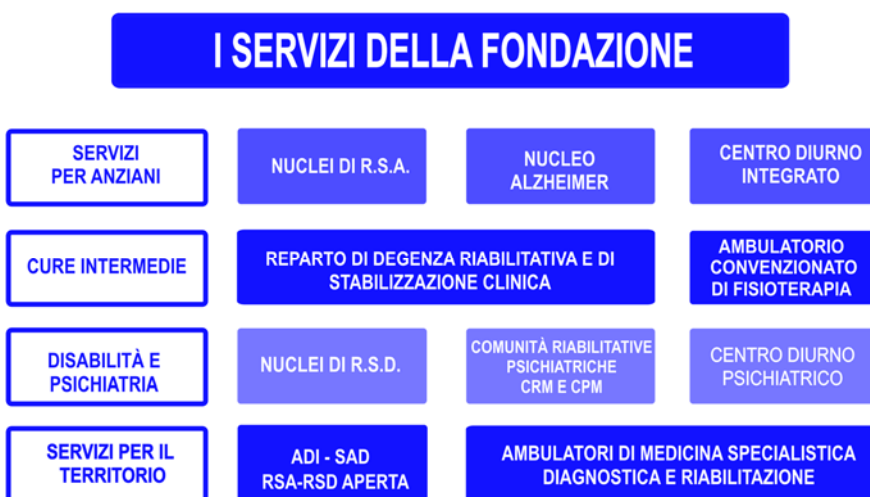 I SERVIZI DELLA FONDAZIONE
SERVIZI
PER ANZIANI
NUCLEI DI R.S.A.
NUCLEO
ALZHEIMER
CENTRO DIURNO
INTEGRATO
CURE INTERMEDIE
REPARTO DI DEGENZA RIABILITATIVA E DI
STABILIZZAZIONE CLINICA
AMBULATORIO
CONVENZIONATO
DI FISIOTERAPIA
DISABILITÀ E
PSICHIATRIA
NUCLEI DI R.S.D.
COMUNITÀ RIABILITATIVE
PSICHIATRICHE
CRM E CPM
CENTRO DIURNO
PSICHIATRICO
SERVIZI PER IL
TERRITORIO
ADI - SAD
RSA-RSD APERTA
AMBULATORI DI MEDICINA SPECIALISTICA
DIAGNOSTICA E RIABILITAZIONE